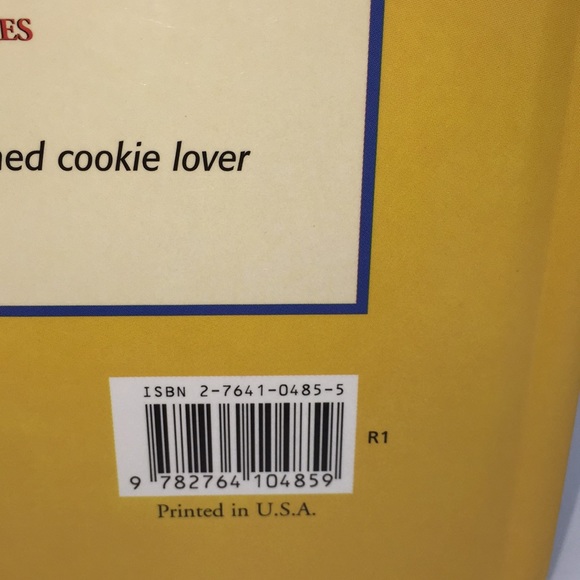 ES
ned cookie lover
ISBN 2-7641-0485-5
9 782764 104859
R1
Printed in U.S.A.